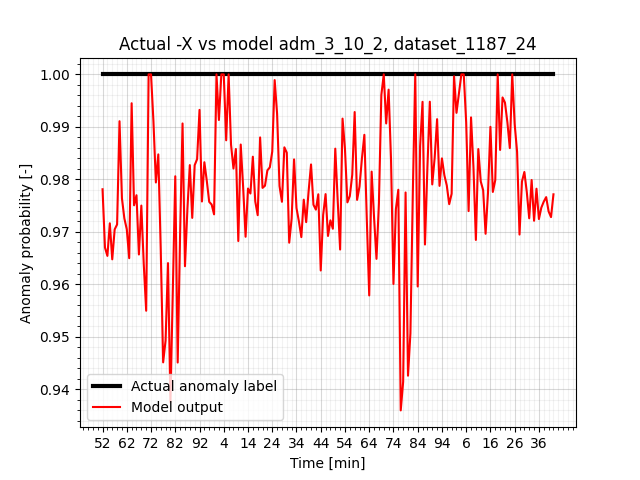 Actual -X vs model adm_3_10_2, dataset_1187_24
1.00
0.99
0.98
0.97
0.96
0.95
0.94
Anomaly probability [-]
Actual anomaly label
Model output
52 62 72 82 92 4 14 24 34 44 54 64 74 84 94 6 16 26 36
Time [min]